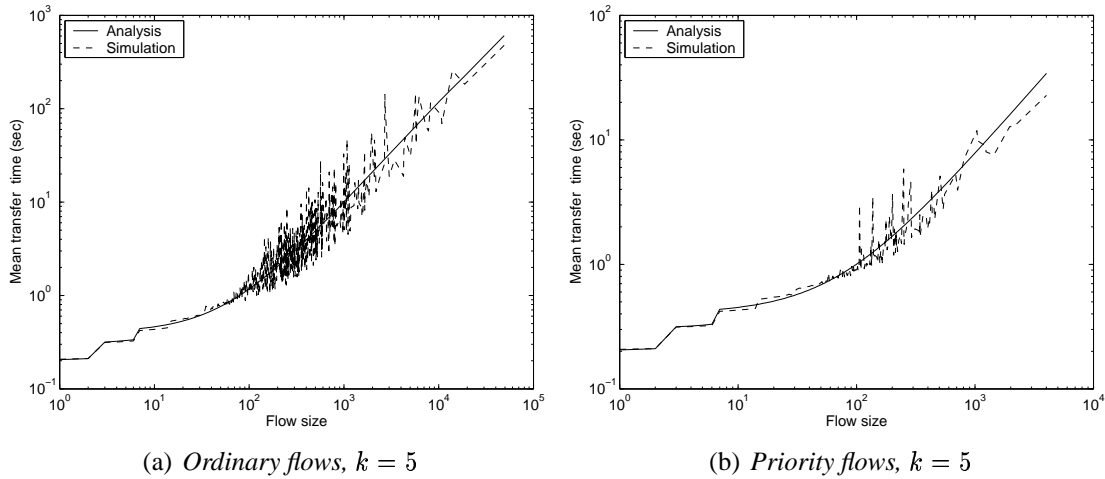 10^3
10^2
10^1
10^0
10^-1
Mean transfer time (sec)
Analysis
Simulation
10^0 10^1 10^2 10^3 10^4 10^5
Flow size
(a) Ordinary flows, k = 5
10^2
10^1
10^0
10^-1
Mean transfer time (sec)
Analysis
Simulation
10^0 10^1 10^2 10^3 10^4
Flow size
(b) Priority flows, k = 5